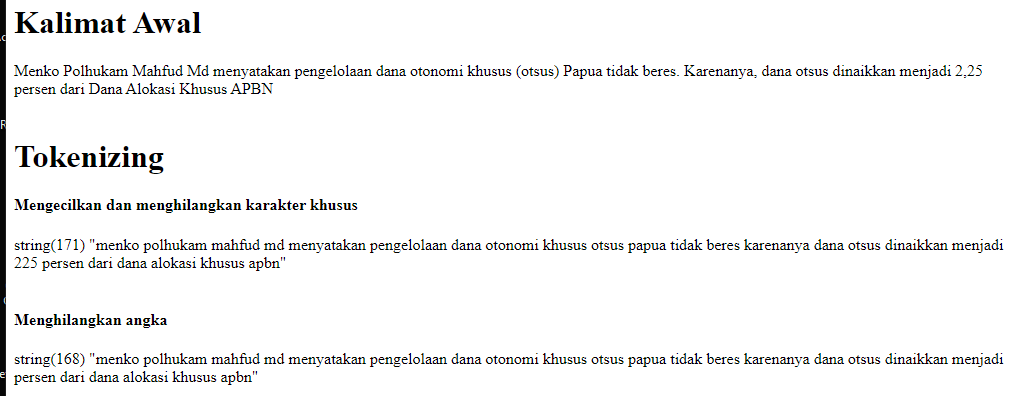 Kalimat Awal
Menko Polhukam Mahfud Md menyatakan pengelolaan dana otonomi khusus (otsus) Papua tidak beres. Karenanya, dana otsus dinaikkan menjadi 2,25
persen dari Dana Alokasi Khusus APBN
Tokenizing
Mengecilkan dan menghilangkan karakter khusus
string(171) "menko polhukam mahfud md menyatakan pengelolaan dana otonomi khusus otsus papua tidak beres karenanya dana otsus dinaikkan menjadi
225 persen dari dana alokasi khusus apbn"
Menghilangkan angka
string(168) "menko polhukam mahfud md menyatakan pengelolaan dana otonomi khusus otsus papua tidak beres karenanya dana otsus dinaikkan menjadi
persen dari dana alokasi khusus apbn"